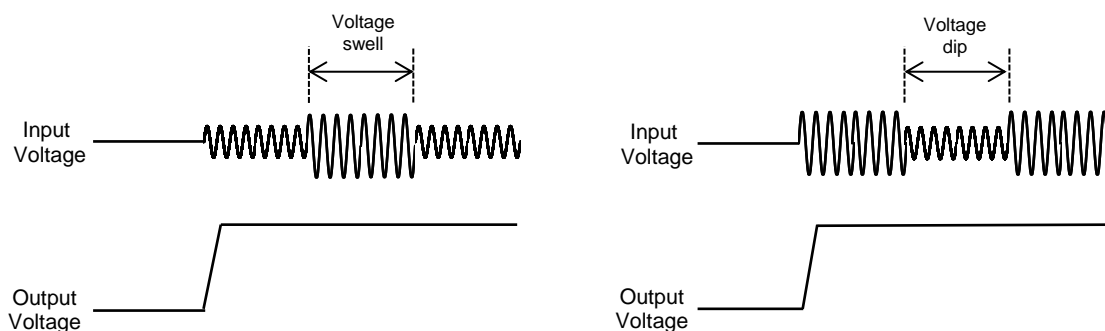 Voltage
swell
Input
Voltage
Output
Voltage
Voltage
dip
Input
Voltage
Output
Voltage